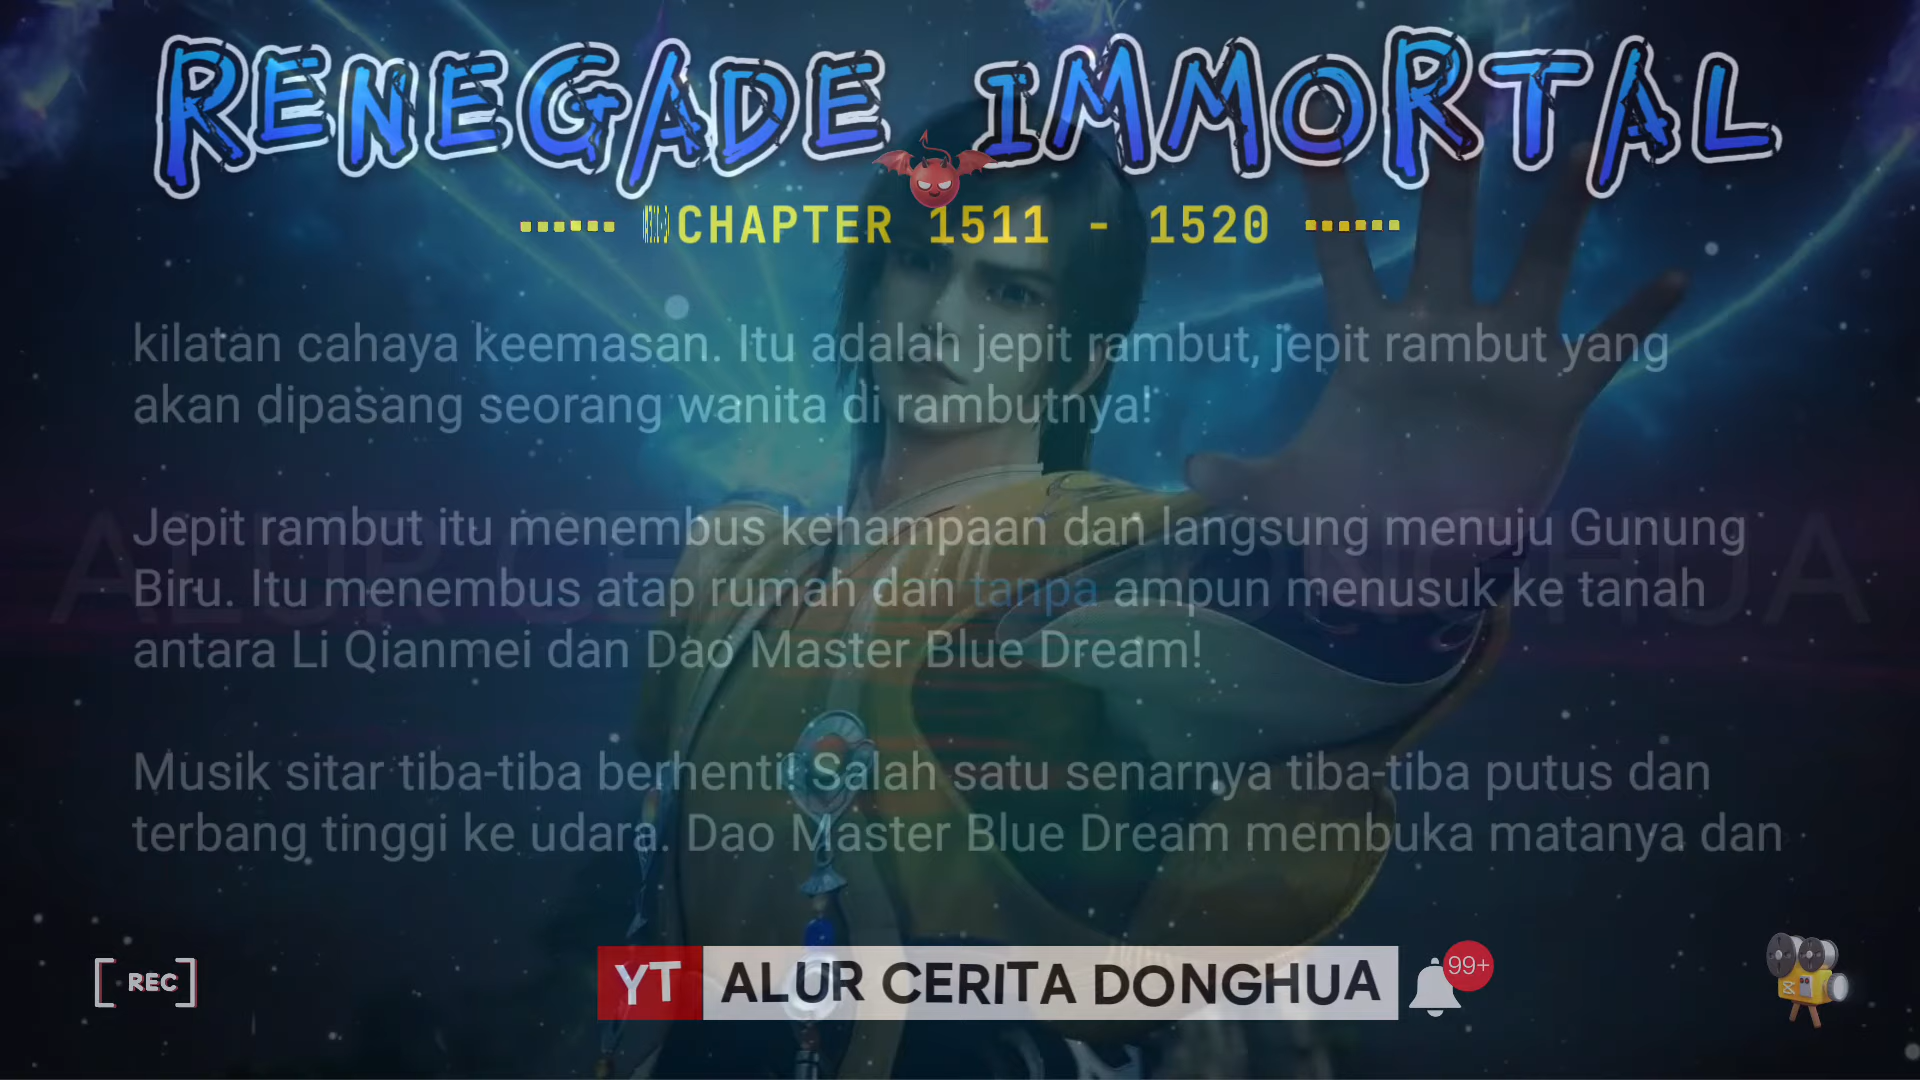 RENEGADE IMMORTAL
CHAPTER 1511 - 1520
kilatan cahaya keemasan. Itu adalah jepit rambut, jepit rambut yang
akan dipasang seorang wanita di rambutnya!
Jepit rambut itu menembus kehampaan dan langsung menuju Gunung
Biru. Itu menembus atap rumah dan tanpa ampun menusuk ke tanah
antara Li Qianmei dan Dao Master Blue Dream!
Musik sitar tiba-tiba berhenti. Salah satu senarnya tiba-tiba putus dan
terbang tinggi ke udara. Dao Master Blue Dream membuka matanya dan
ALUR CERITA DONGHUA
[ REC ]
YT ALUR CERITA DONGHUA
99+